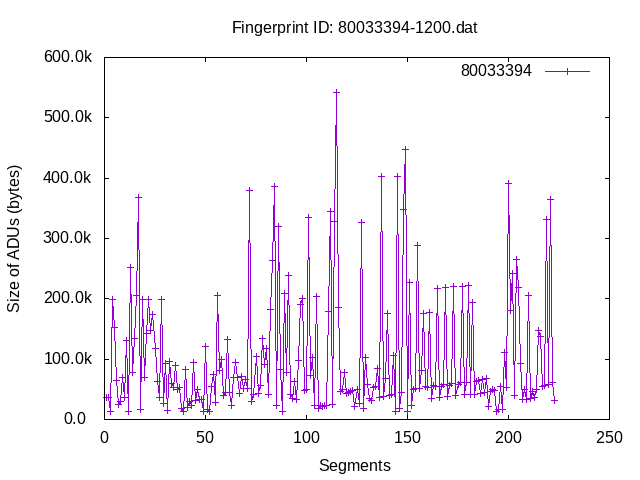 Fingerprint ID: 80033394-1200.dat
600.0k
80033394
500.0k
400.0k
300.0k
200.0k
100.0k
0.0
Size of ADUs (bytes)
0 50 100 150 200 250
Segments